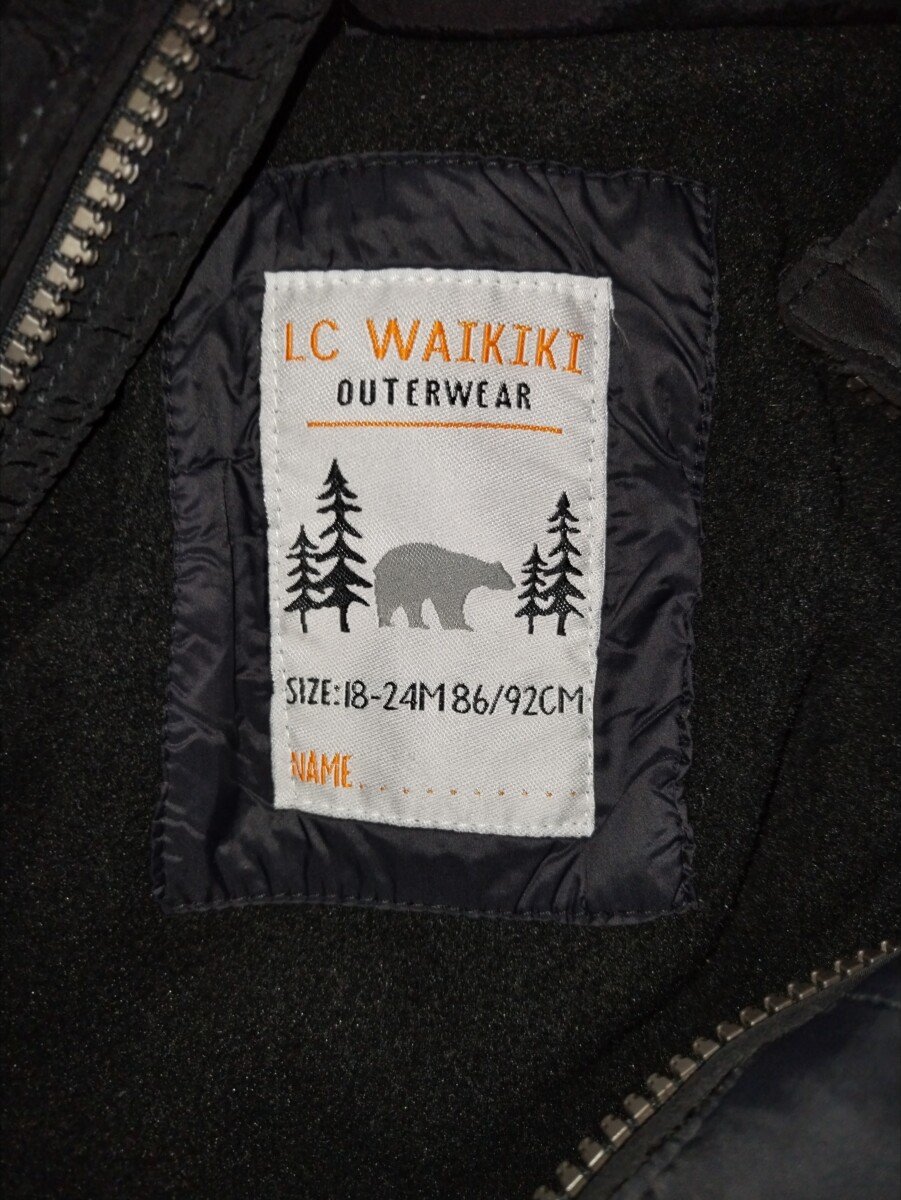 LC WAIKIKI
OUTERWEAR
SIZE:18-24M 86/92CM
NAME............